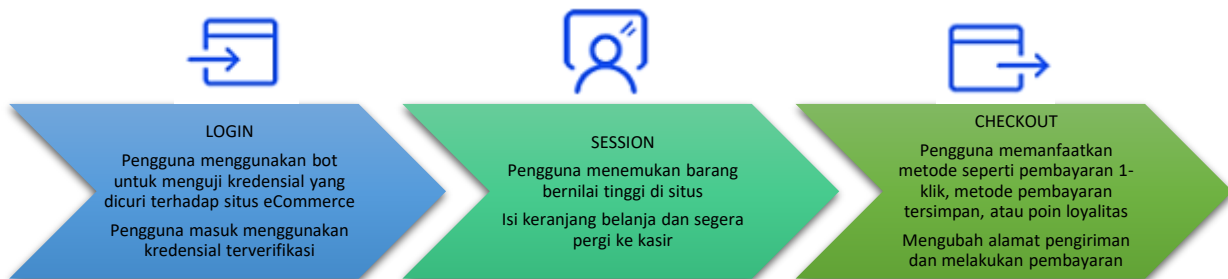 LOGIN
Pengguna menggunakan bot
untuk menguji kredensial yang
dicuri terhadap situs eCommerce
Pengguna masuk menggunakan
kredensial terverifikasi
SESSION
Pengguna menemukan barang
bernilai tinggi di situs
Isi keranjang belanja dan segera
pergi ke kasir
CHECKOUT
Pengguna memanfaatkan
metode seperti pembayaran 1-
klik, metode pembayaran
tersimpan, atau poin loyalitas
Mengubah alamat pengiriman
dan melakukan pembayaran